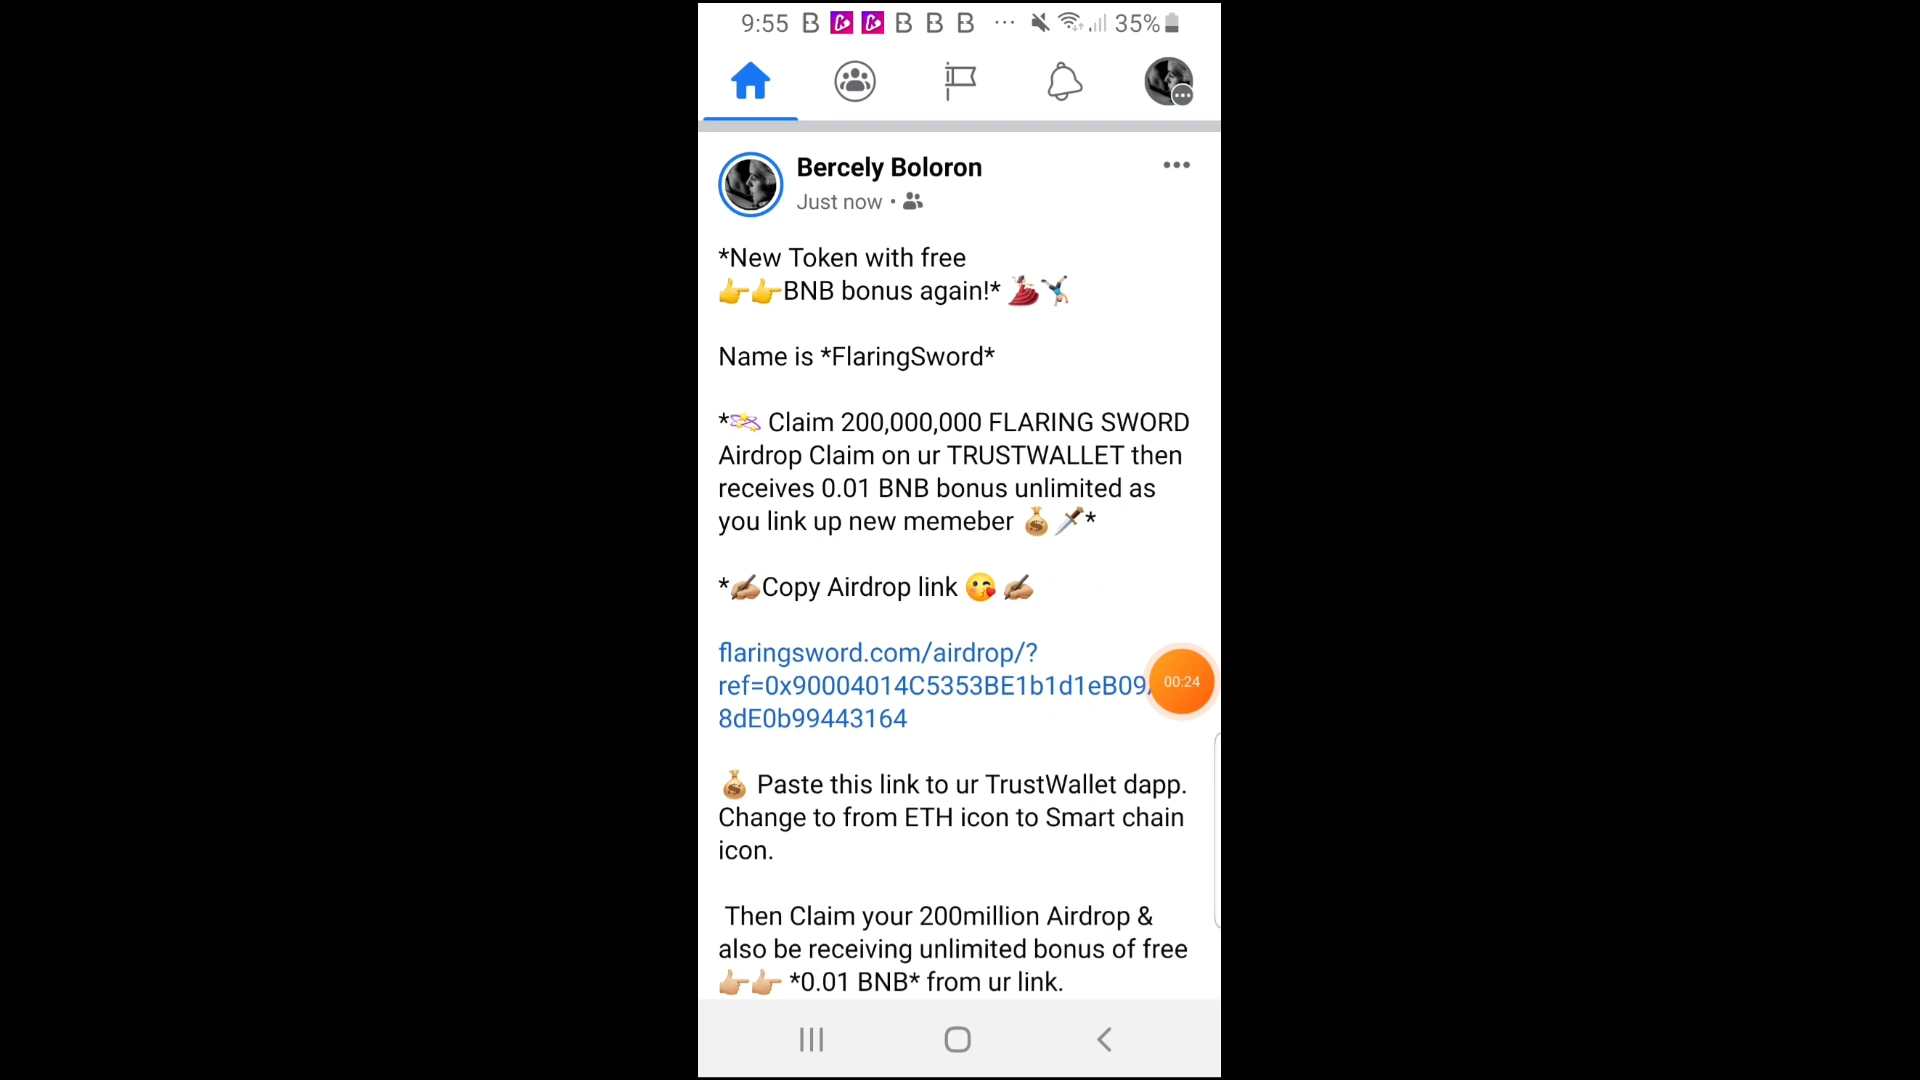 9:55 B B B B ... 35%
Bercely Boloron
Just now •
*New Token with free
👉👉BNB bonus again!* 💃🤸
Name is *FlaringSword*
*💫 Claim 200,000,000 FLARING SWORD
Airdrop Claim on ur TRUSTWALLET then
receives 0.01 BNB bonus unlimited as
you link up new memeber 💰🗡️*
*✍️Copy Airdrop link 😘✍️
flaringsword.com/airdrop/?
ref=0x90004014C5353BE1b1d1eB09
8dE0b99443164
00:24
💰 Paste this link to ur TrustWallet dapp.
Change to from ETH icon to Smart chain
icon.
Then Claim your 200million Airdrop &
also be receiving unlimited bonus of free
👉👉 *0.01 BNB* from ur link.